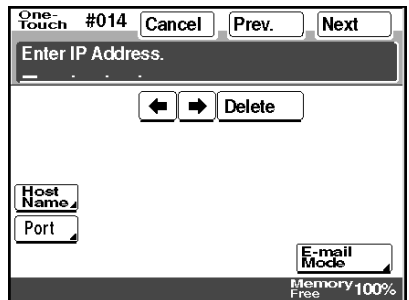 One-Touch #014 Cancel Prev. Next
Enter IP Address.
_ . . .
Delete
Host Name
Port
E-mail Mode
Memory Free 100%